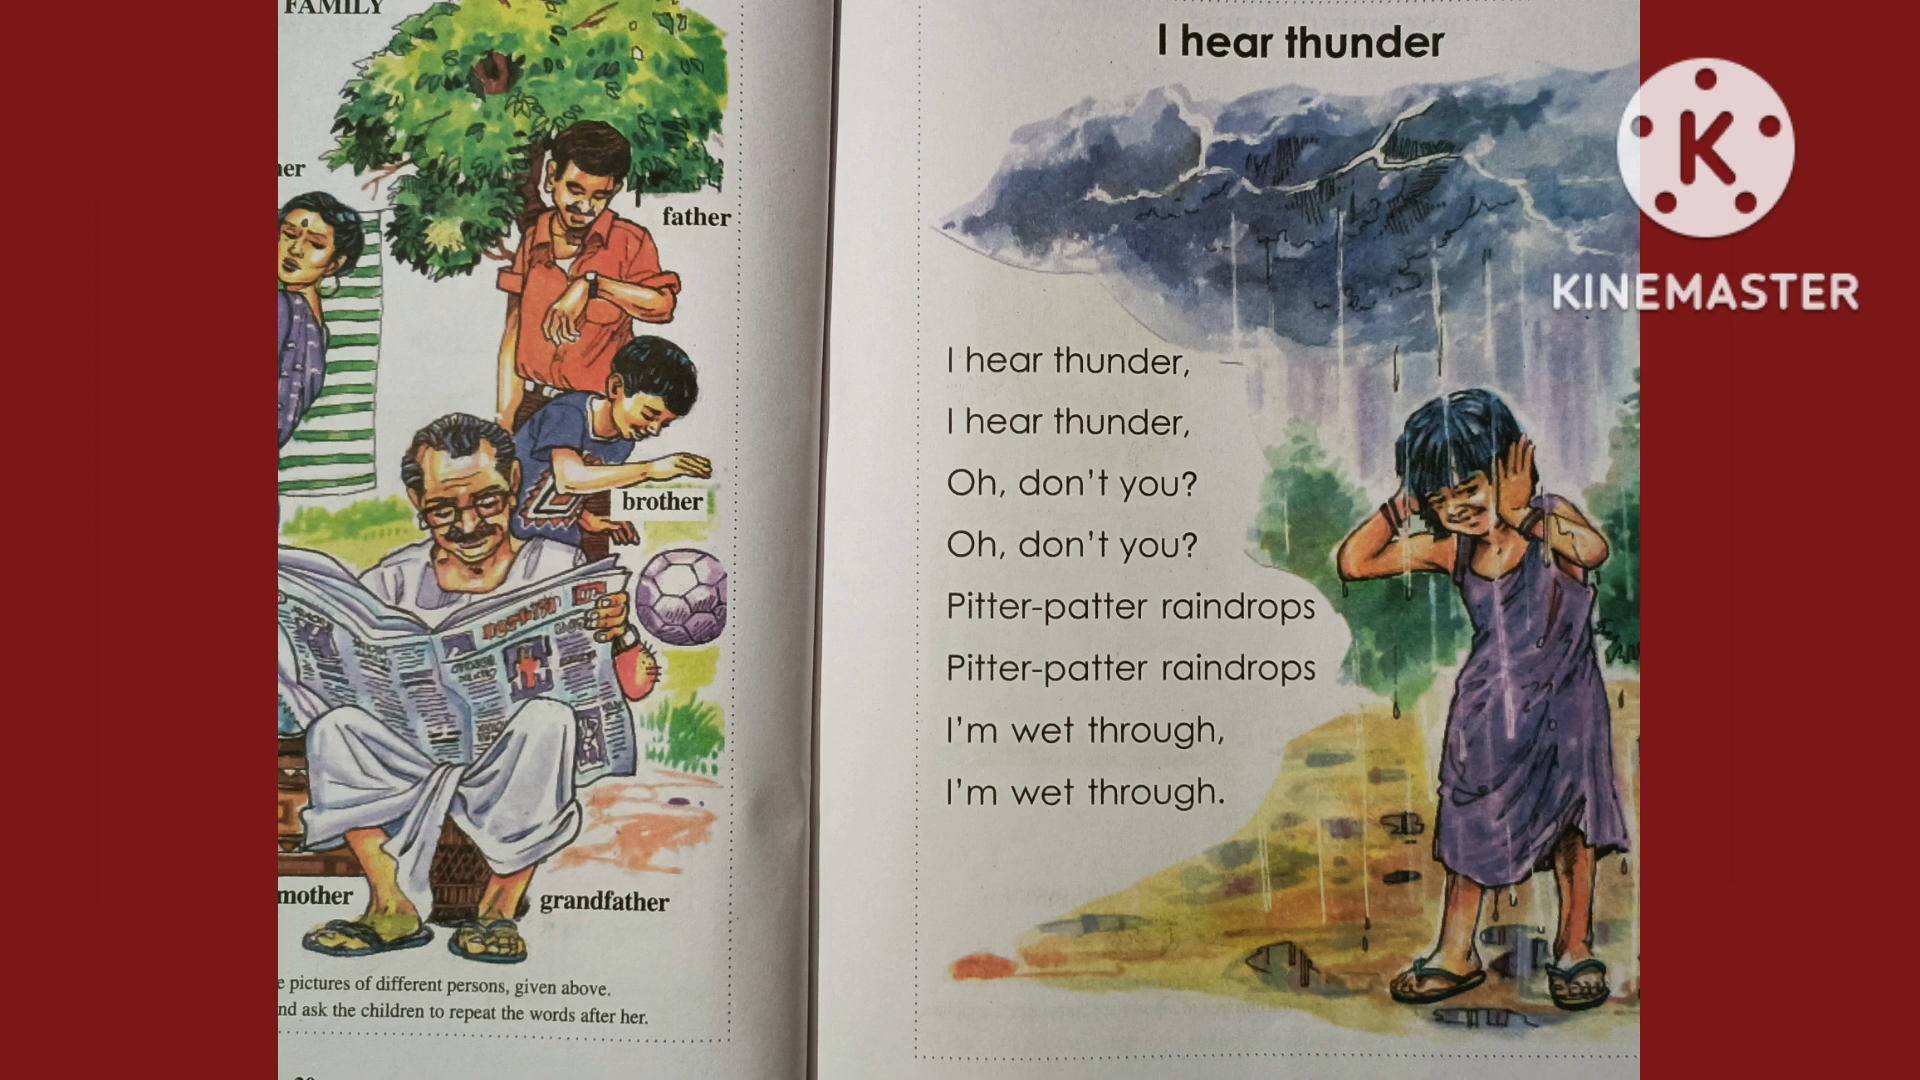 FAMILY
father
brother
mother
grandfather
pictures of different persons, given above.
ask the children to repeat the words after her.
I hear thunder
I hear thunder,
I hear thunder,
Oh, don't you?
Oh, don't you?
Pitter-patter raindrops
Pitter-patter raindrops
I'm wet through,
I'm wet through.
K
KINEMASTER